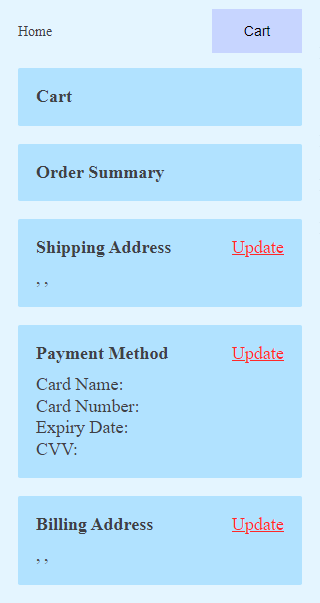 Home
Cart
Cart
Order Summary
Shipping Address
Update
, ,
Payment Method
Update
Card Name:
Card Number:
Expiry Date:
CVV:
Billing Address
Update
, ,